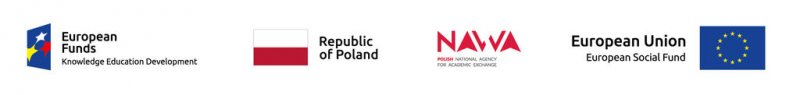 European
Funds
Knowledge Education Development
Republic
of Poland
NAWA
POLISH NATIONAL AGENCY
FOR ACADEMIC EXCHANGE
European Union
European Social Fund